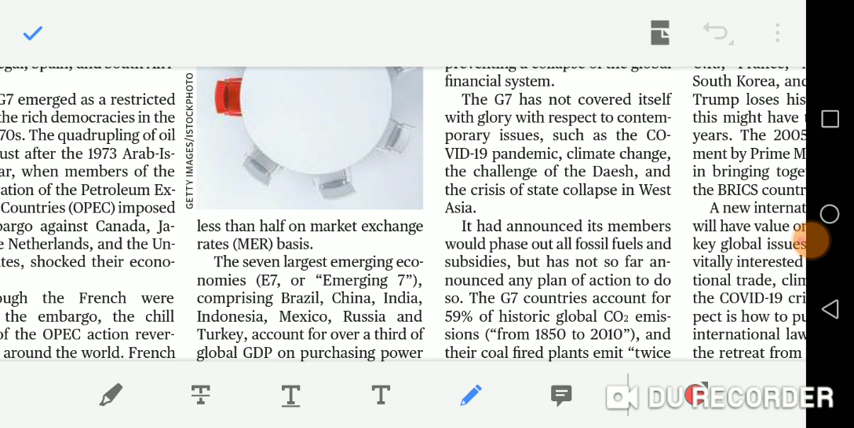 egal, Spain, and South Afri
G7 emerged as a restricted
the rich democracies in the
70s. The quadrupling of oil
ust after the 1973 Arab-Is-
ar, when members of the
ation of the Petroleum Ex-
Countries (OPEC) imposed
bargo against Canada, Ja-
e Netherlands, and the Un-
tes, shocked their econo-
ough the French were
the embargo, the chill
of the OPEC action rever-
around the world. French
GETTY IMAGES/ISTOCKPHOTO
less than half on market exchange
rates (MER) basis.
The seven largest emerging eco-
nomies (E7, or “Emerging 7”),
comprising Brazil, China, India,
Indonesia, Mexico, Russia and
Turkey, account for over a third of
global GDP on purchasing power
preventing a collapse of the global
financial system.
The G7 has not covered itself
with glory with respect to contem-
porary issues, such as the CO-
VID-19 pandemic, climate change,
the challenge of the Daesh, and
the crisis of state collapse in West
Asia.
It had announced its members
would phase out all fossil fuels and
subsidies, but has not so far an-
nounced any plan of action to do
so. The G7 countries account for
59% of historic global CO₂ emis-
sions (“from 1850 to 2010”), and
their coal fired plants emit “twice
South Korea, and
Trump loses his
this might have
years. The 2005
ment by Prime M
in bringing toge
the BRICS countr
A new internat
will have value on
key global issues
vitally interested
tional trade, clim
the COVID-19 cri
pect is how to pu
international law
the retreat from
T
T
T
DU RECORDER